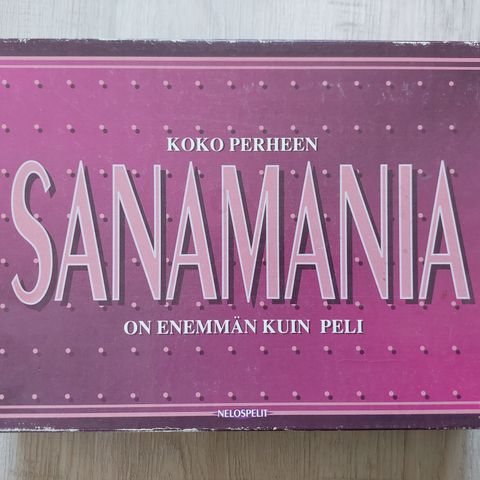 KOKO PERHEEN
SANAMANIA
ON ENEMMÄN KUIN PELI
NELOSPELIT